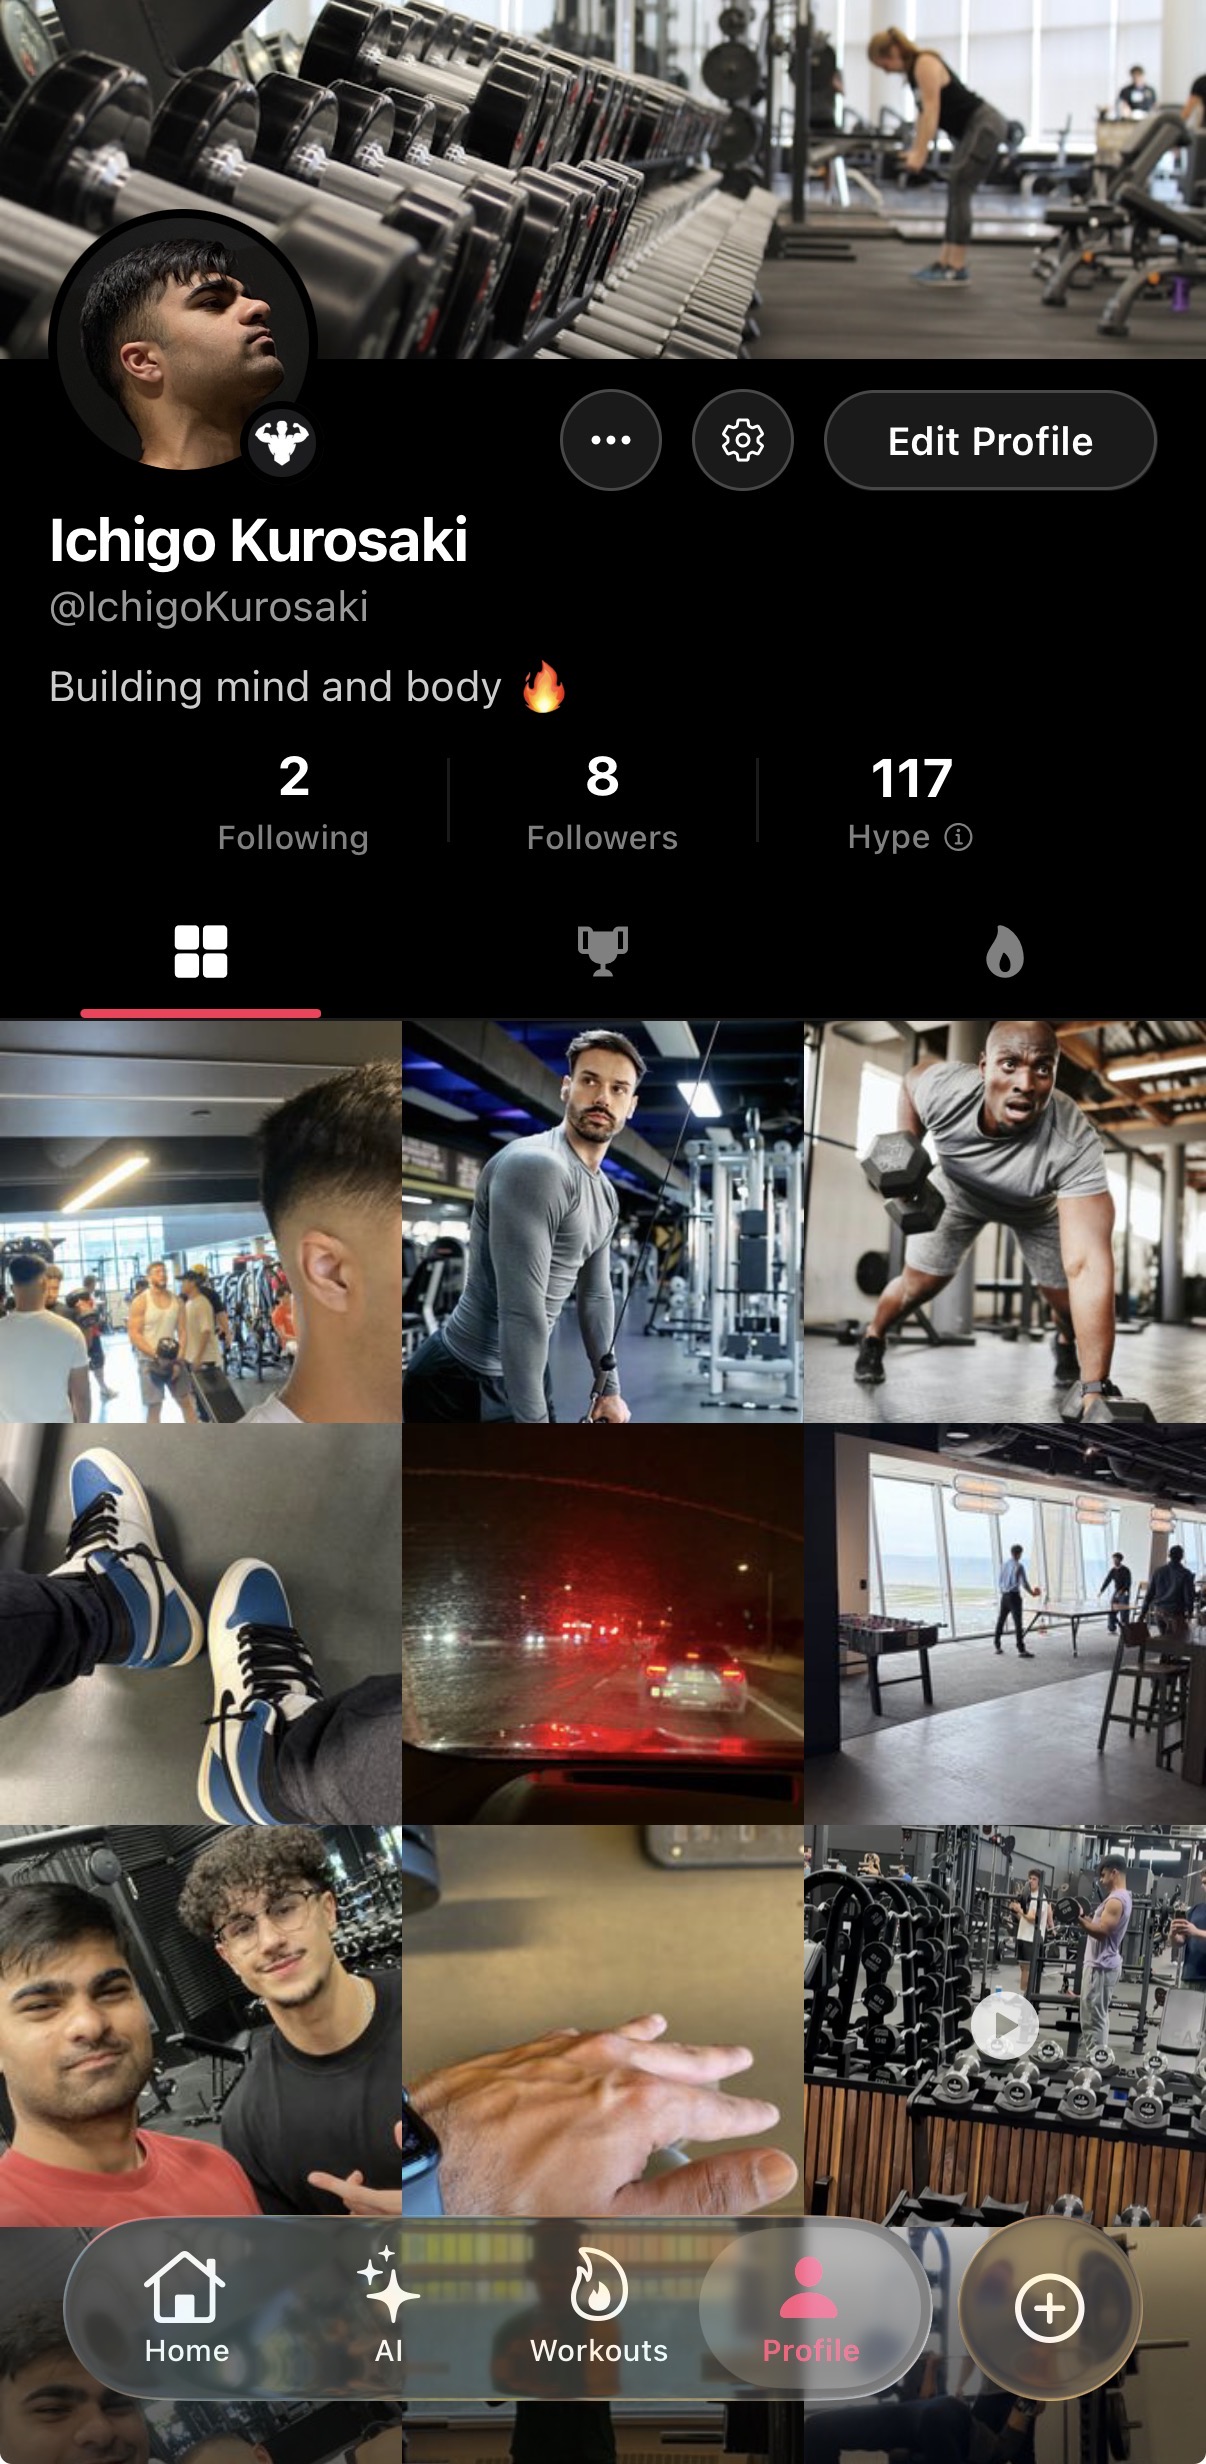 Edit Profile
Ichigo Kurosaki
@IchigoKurosaki
Building mind and body 🔥
2
Following
8
Followers
117
Hype
Home
AI
Workouts
Profile